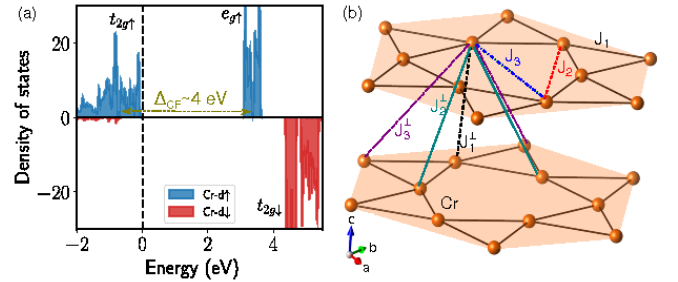 (a)
t2g↑
eg↑
Density of states
20
0
−20
ΔCF~4 eV
t2g↓
Cr-d↑
Cr-d↓
−2
0
2
4
Energy (eV)
(b)
J1
J3
J2
J3⊥
J2⊥
J1⊥
Cr
c
b
a